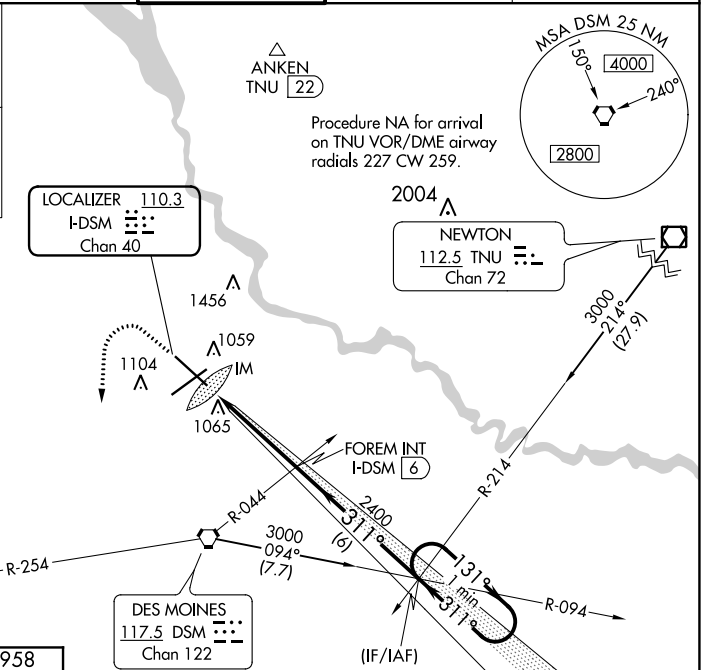 MSA DSM 25 NM
150°
4000
240°
2800
ANKEN
TNU 22
Procedure NA for arrival
on TNU VOR/DME airway
radials 227 CW 259.
2004
LOCALIZER 110.3
I-DSM
Chan 40
NEWTON
112.5 TNU
Chan 72
3000
214°
(27.9)
1456
1059
1104
IM
1065
FOREM INT
I-DSM 6
R-214
R-044
2400
311°
(6)
3000
094°
(7.7)
R-254
131°
1 min
311°
R-094
DES MOINES
117.5 DSM
Chan 122
(IF/IAF)
958